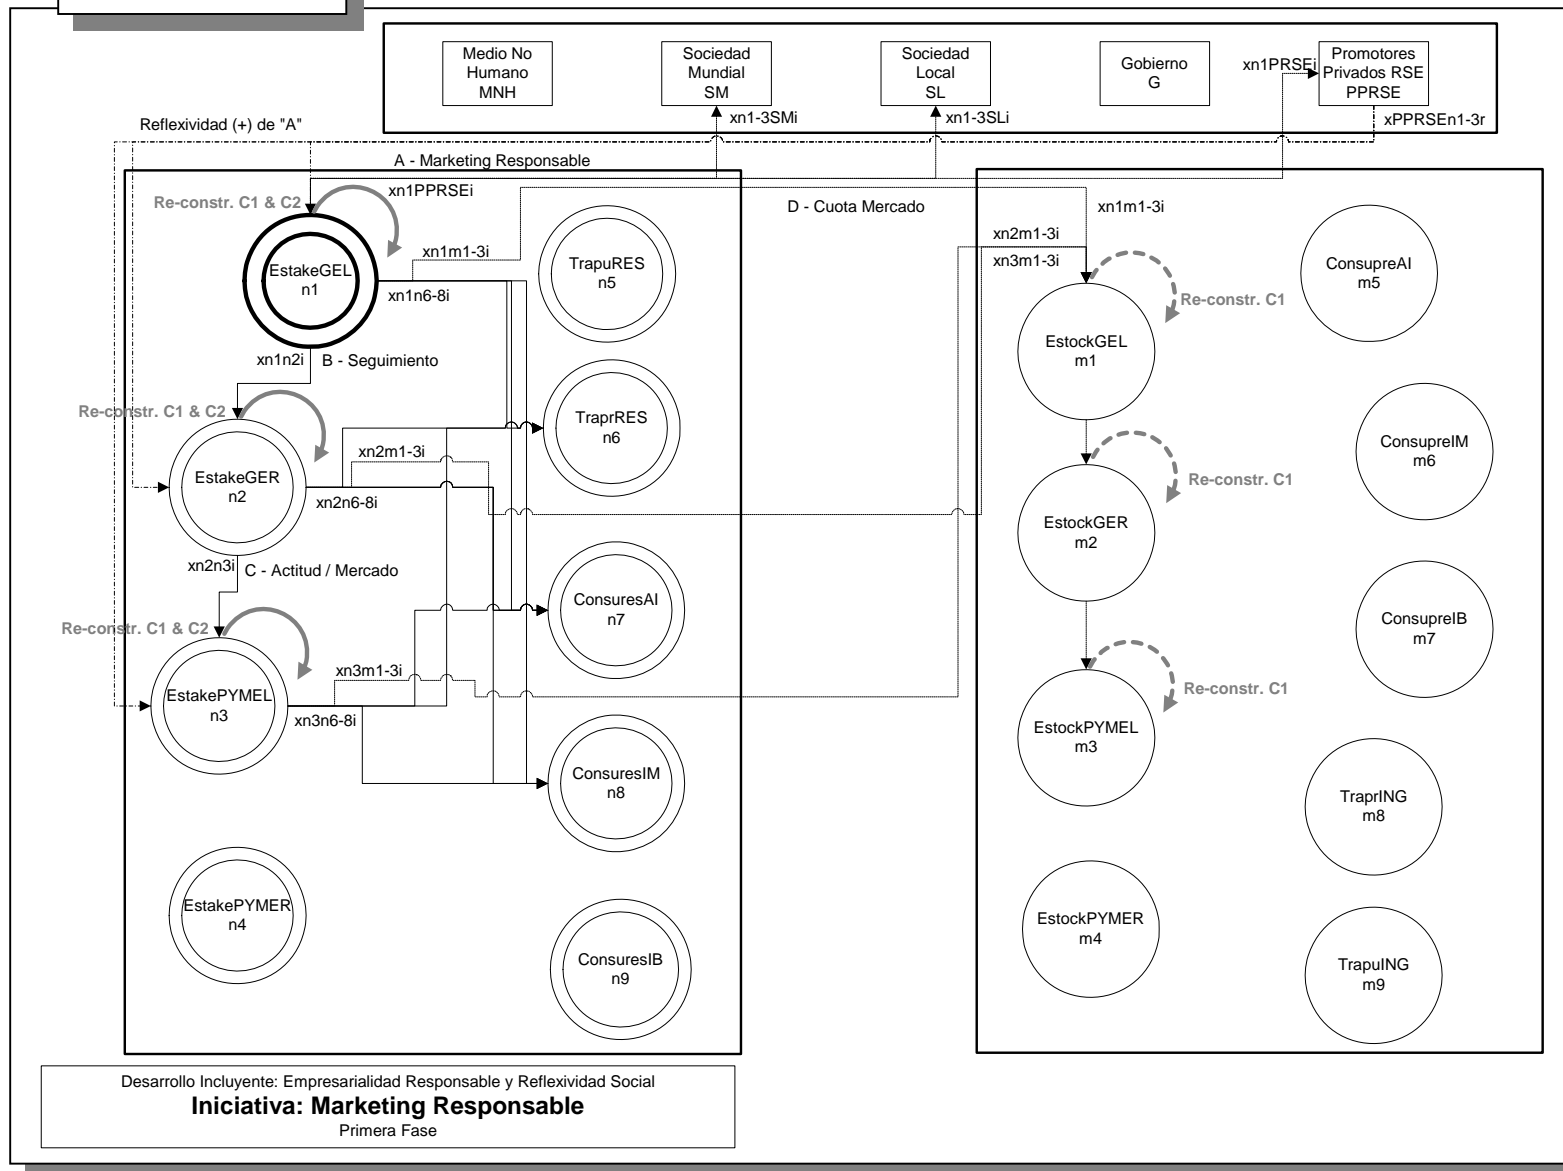 Medio No
Humano
MNH
Sociedad
Mundial
SM
Sociedad
Local
SL
Gobierno
G
Promotores
Privados RSE
PPRSE
xn1PRSEi
xn1-3SMi
xn1-3SLi
xPPRSEn1-3r
Reflexividad (+) de "A"
A - Marketing Responsable
xn1PPRSEi
Re-constr. C1 & C2
D - Cuota Mercado
xn1m1-3i
xn1m1-3i
xn2m1-3i
xn3m1-3i
EstakeGEL
n1
xn1n6-8i
TrapuRES
n5
ConsupreAI
m5
Re-constr. C1
EstockGEL
m1
xn1n2i
B - Seguimiento
Re-constr. C1 & C2
TraprRES
n6
ConsupreIM
m6
xn2m1-3i
EstakeGER
n2
xn2n6-8i
Re-constr. C1
EstockGER
m2
xn2n3i
C - Actitud / Mercado
ConsuresAI
n7
ConsupreIB
m7
Re-constr. C1 & C2
xn3m1-3i
EstakePYMEL
n3
xn3n6-8i
Re-constr. C1
EstockPYMEL
m3
ConsuresIM
n8
TraprING
m8
EstakePYMER
n4
EstockPYMER
m4
ConsuresIB
n9
TrapuING
m9
Desarrollo Incluyente: Empresarialidad Responsable y Reflexividad Social
Iniciativa: Marketing Responsable
Primera Fase